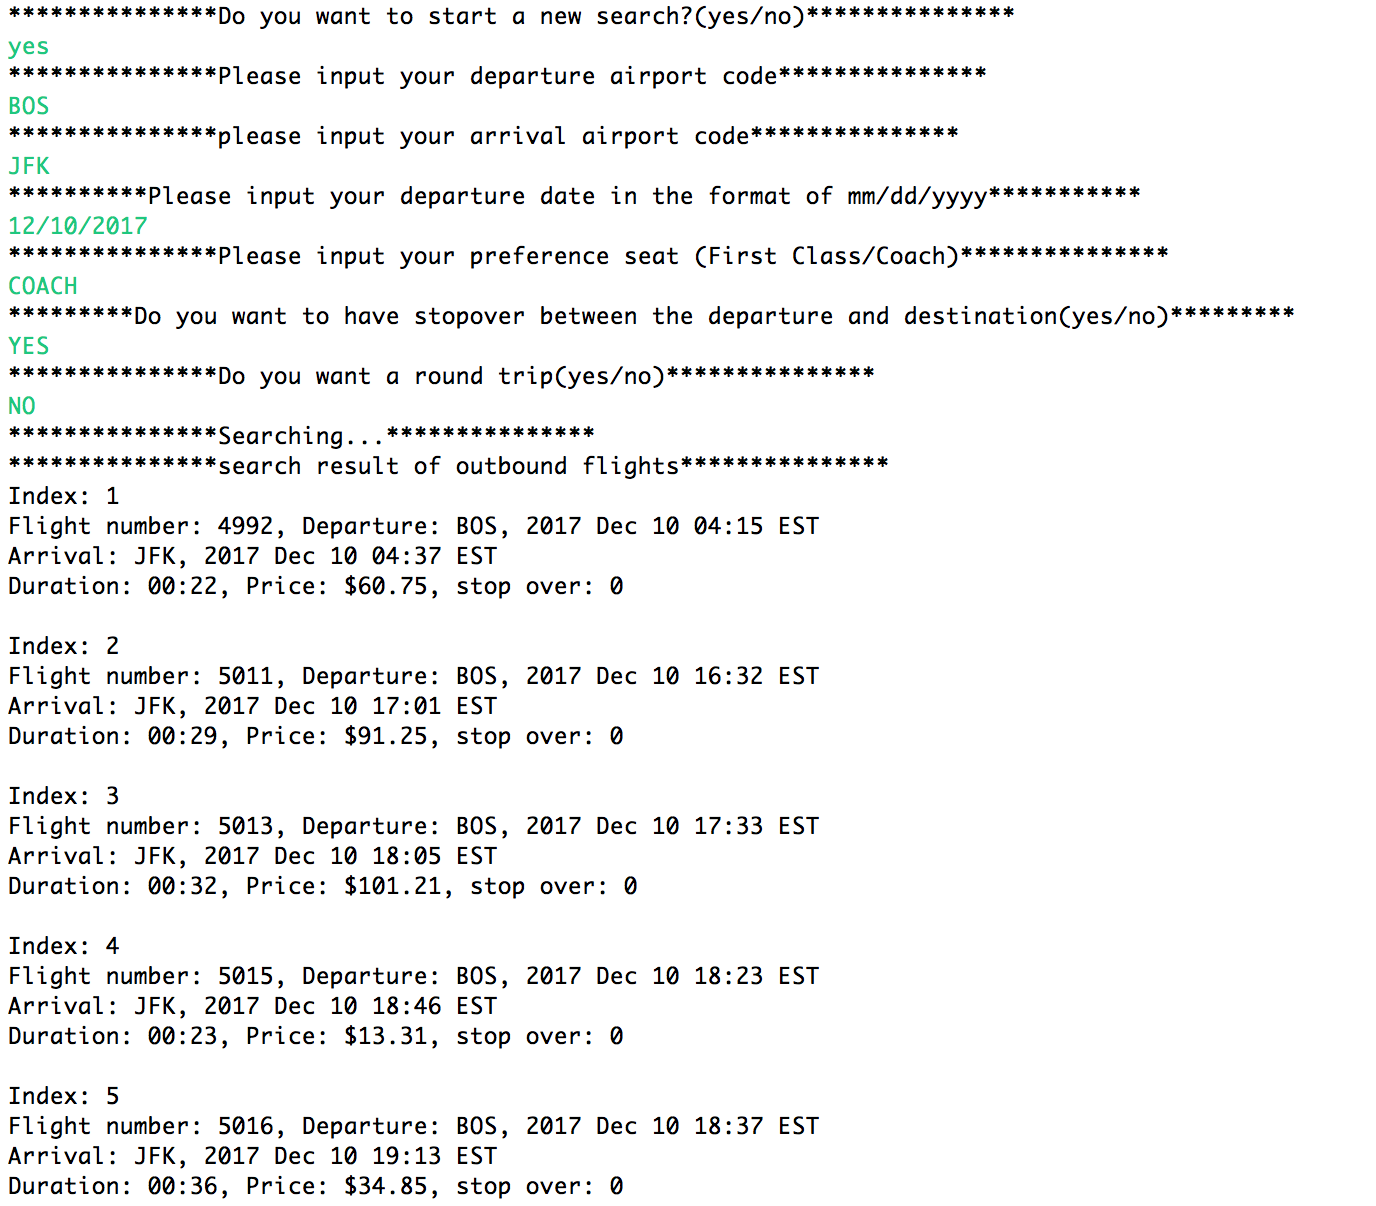 ***************Do you want to start a new search?(yes/no)***************
yes
***************Please input your departure airport code***************
BOS
***************please input your arrival airport code***************
JFK
**********Please input your departure date in the format of mm/dd/yyyy***********
12/10/2017
***************Please input your preference seat (First Class/Coach)***************
COACH
*********Do you want to have stopover between the departure and destination(yes/no)*********
YES
***************Do you want a round trip(yes/no)***************
NO
***************Searching...***************
***************search result of outbound flights***************
Index: 1
Flight number: 4992, Departure: BOS, 2017 Dec 10 04:15 EST
Arrival: JFK, 2017 Dec 10 04:37 EST
Duration: 00:22, Price: $60.75, stop over: 0
Index: 2
Flight number: 5011, Departure: BOS, 2017 Dec 10 16:32 EST
Arrival: JFK, 2017 Dec 10 17:01 EST
Duration: 00:29, Price: $91.25, stop over: 0
Index: 3
Flight number: 5013, Departure: BOS, 2017 Dec 10 17:33 EST
Arrival: JFK, 2017 Dec 10 18:05 EST
Duration: 00:32, Price: $101.21, stop over: 0
Index: 4
Flight number: 5015, Departure: BOS, 2017 Dec 10 18:23 EST
Arrival: JFK, 2017 Dec 10 18:46 EST
Duration: 00:23, Price: $13.31, stop over: 0
Index: 5
Flight number: 5016, Departure: BOS, 2017 Dec 10 18:37 EST
Arrival: JFK, 2017 Dec 10 19:13 EST
Duration: 00:36, Price: $34.85, stop over: 0